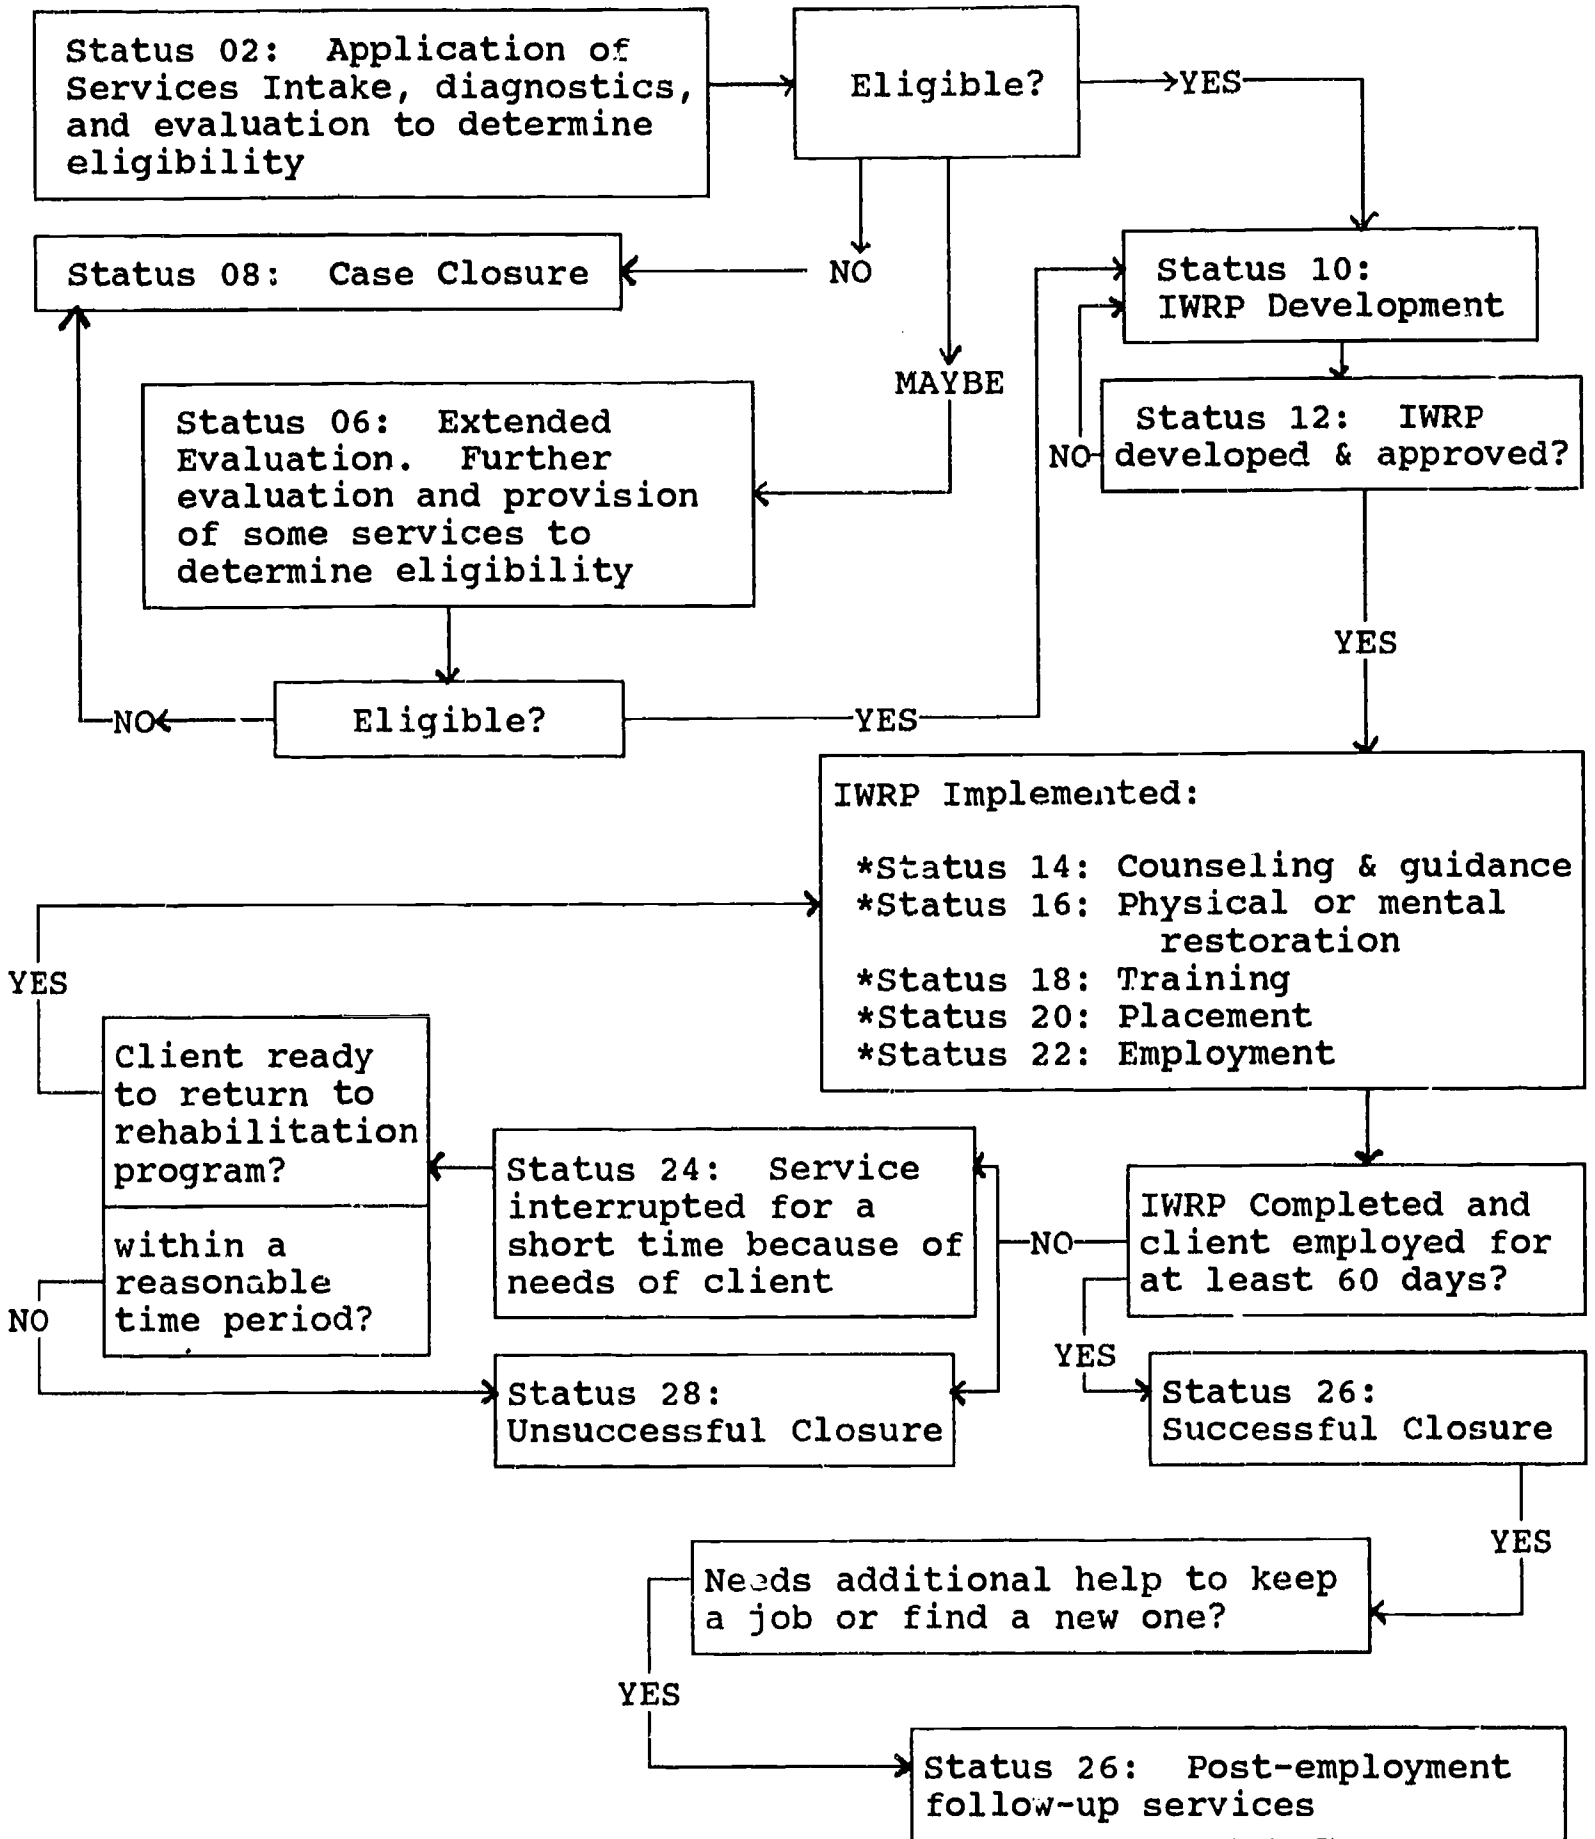 Status 02: Application of
Services Intake, diagnostics,
and evaluation to determine
eligibility
Eligible?
YES
Status 08: Case Closure
NO
MAYBE
Status 10:
IWRP Development
Status 12: IWRP
developed & approved?
NO
YES
Status 06: Extended
Evaluation. Further
evaluation and provision
of some services to
determine eligibility
Eligible?
NO
YES
IWRP Implemented:
*Status 14: Counseling & guidance
*Status 16: Physical or mental
restoration
*Status 18: Training
*Status 20: Placement
*Status 22: Employment
YES
Client ready
to return to
rehabilitation
program?
within a
reasonable
time period?
NO
Status 24: Service
interrupted for a
short time because of
needs of client
NO
IWRP Completed and
client employed for
at least 60 days?
YES
Status 28:
Unsuccessful Closure
Status 26:
Successful Closure
YES
Needs additional help to keep
a job or find a new one?
YES
Status 26: Post-employment
follow-up services